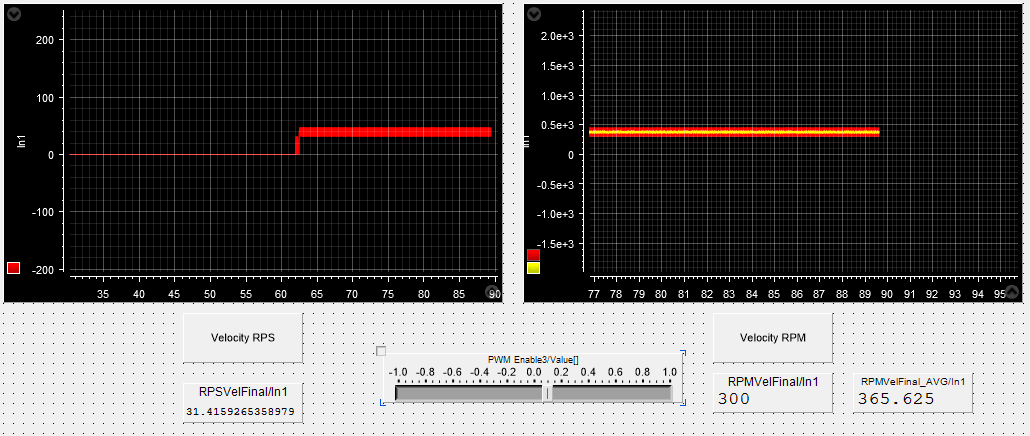 200
100
0
-100
-200
In1
35 40 45 50 55 60 65 70 75 80 85 90
2.0e+3
1.5e+3
1.0e+3
0.5e+3
0
-0.5e+3
-1.0e+3
-1.5e+3
In1
77 78 79 80 81 82 83 84 85 86 87 88 89 90 91 92 93 94 95
Velocity RPS
RPSVelFinal/In1
31.4159265358979
PWM Enable3/Value[]
-1.0 -0.8 -0.6 -0.4 -0.2 0.0 0.2 0.4 0.6 0.8 1.0
Velocity RPM
RPMVelFinal/In1
300
RPMVelFinal_AVG/In1
365.625